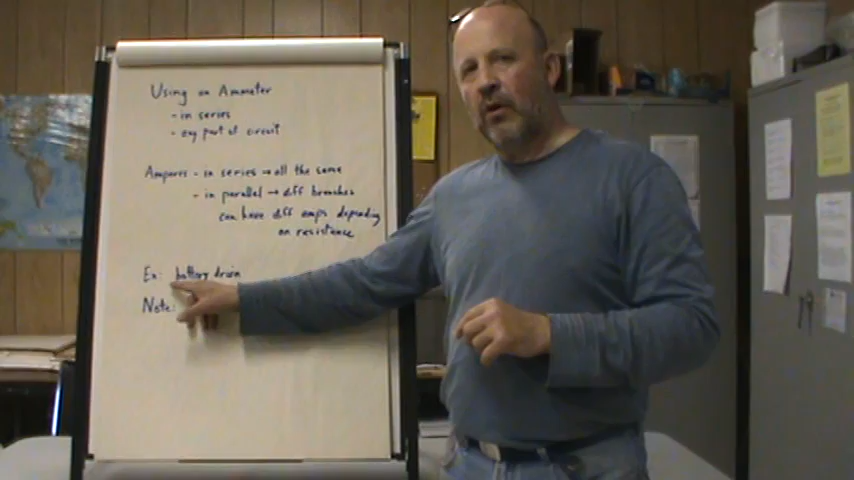 Using an Ammeter
- in series
- any part of circuit
Amperes - in series → all the same
- in parallel → diff branches
can have diff amps depending
on resistance
Ex: battery drain
Note: